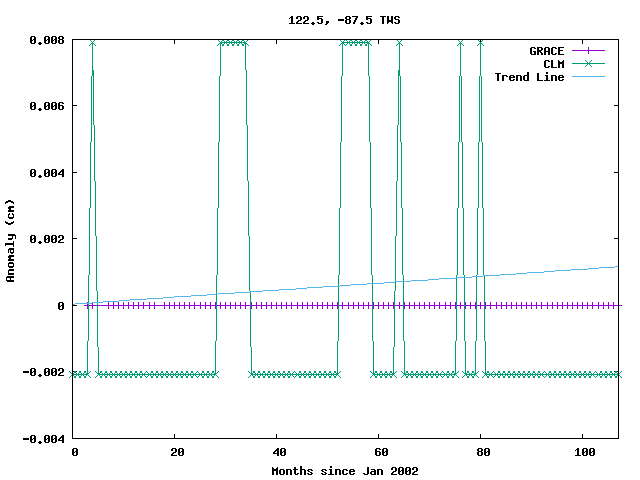 122.5, -87.5 TWS
GRACE
CLM
Trend Line
0.008
0.006
0.004
0.002
0
-0.002
-0.004
Anomaly (cm)
0 20 40 60 80 100
Months since Jan 2002